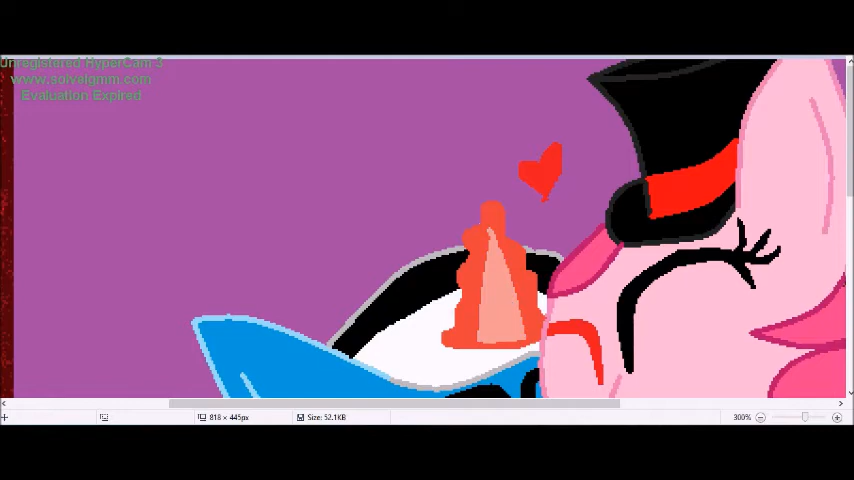 Unregistered HyperCam 3
www.solveigmm.com
Evaluation Expired
818 × 445px
Size: 52.1KB
300%